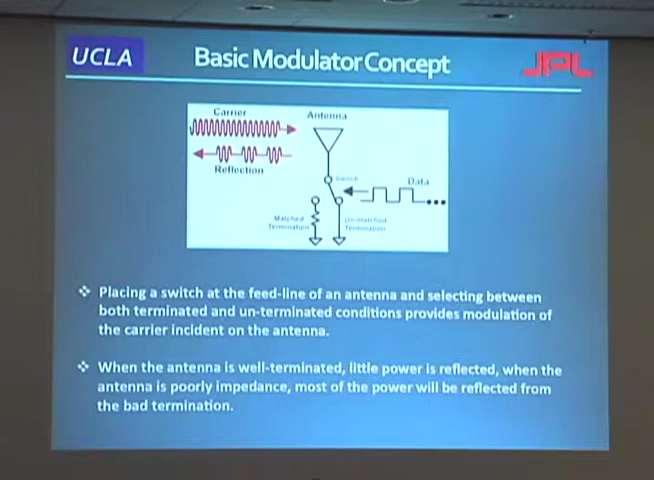 UCLA
Basic Modulator Concept
JPL
Carrier
Antenna
Reflection
Switch
Data
Matched
Termination
Un-matched
Termination
❖ Placing a switch at the feed-line of an antenna and selecting between
both terminated and un-terminated conditions provides modulation of
the carrier incident on the antenna.
❖ When the antenna is well-terminated, little power is reflected, when the
antenna is poorly impedance, most of the power will be reflected from
the bad termination.